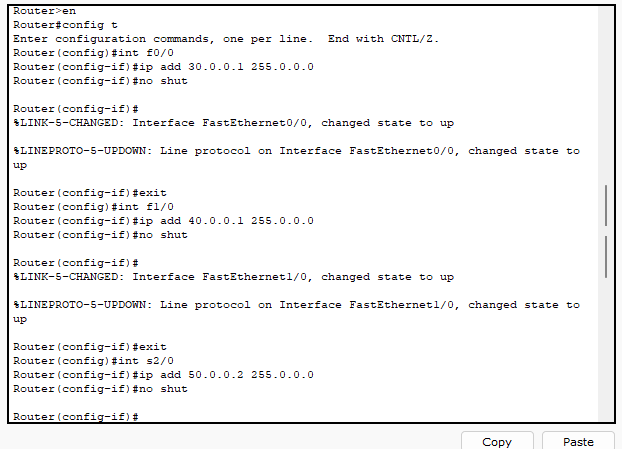 Router>en
Router#config t
Enter configuration commands, one per line.  End with CNTL/Z.
Router(config)#int f0/0
Router(config-if)#ip add 30.0.0.1 255.0.0.0
Router(config-if)#no shut
Router(config-if)#
%LINK-5-CHANGED: Interface FastEthernet0/0, changed state to up
%LINEPROTO-5-UPDOWN: Line protocol on Interface FastEthernet0/0, changed state to
up
Router(config-if)#exit
Router(config)#int f1/0
Router(config-if)#ip add 40.0.0.1 255.0.0.0
Router(config-if)#no shut
Router(config-if)#
%LINK-5-CHANGED: Interface FastEthernet1/0, changed state to up
%LINEPROTO-5-UPDOWN: Line protocol on Interface FastEthernet1/0, changed state to
up
Router(config-if)#exit
Router(config)#int s2/0
Router(config-if)#ip add 50.0.0.2 255.0.0.0
Router(config-if)#no shut
Router(config-if)#
Copy Paste